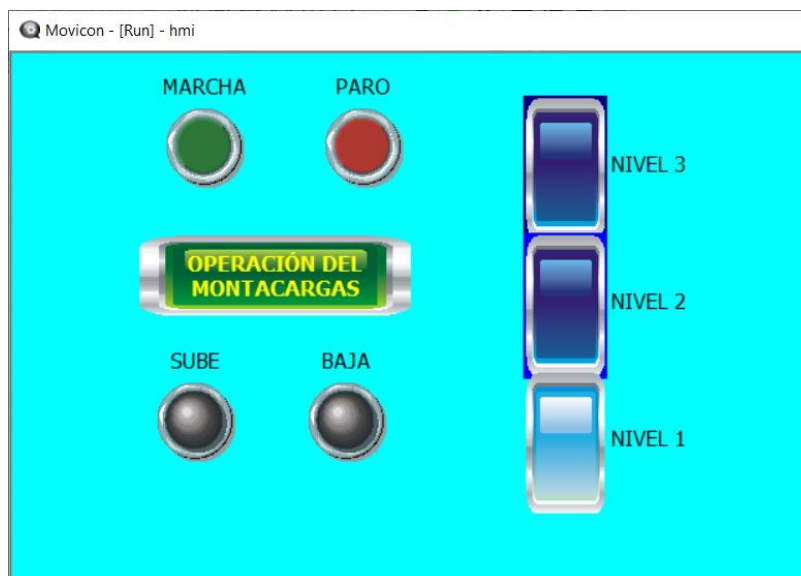 Movicon - [Run] - hmi
MARCHA
PARO
OPERACIÓN DEL
MONTACARGAS
SUBE
BAJA
NIVEL 3
NIVEL 2
NIVEL 1